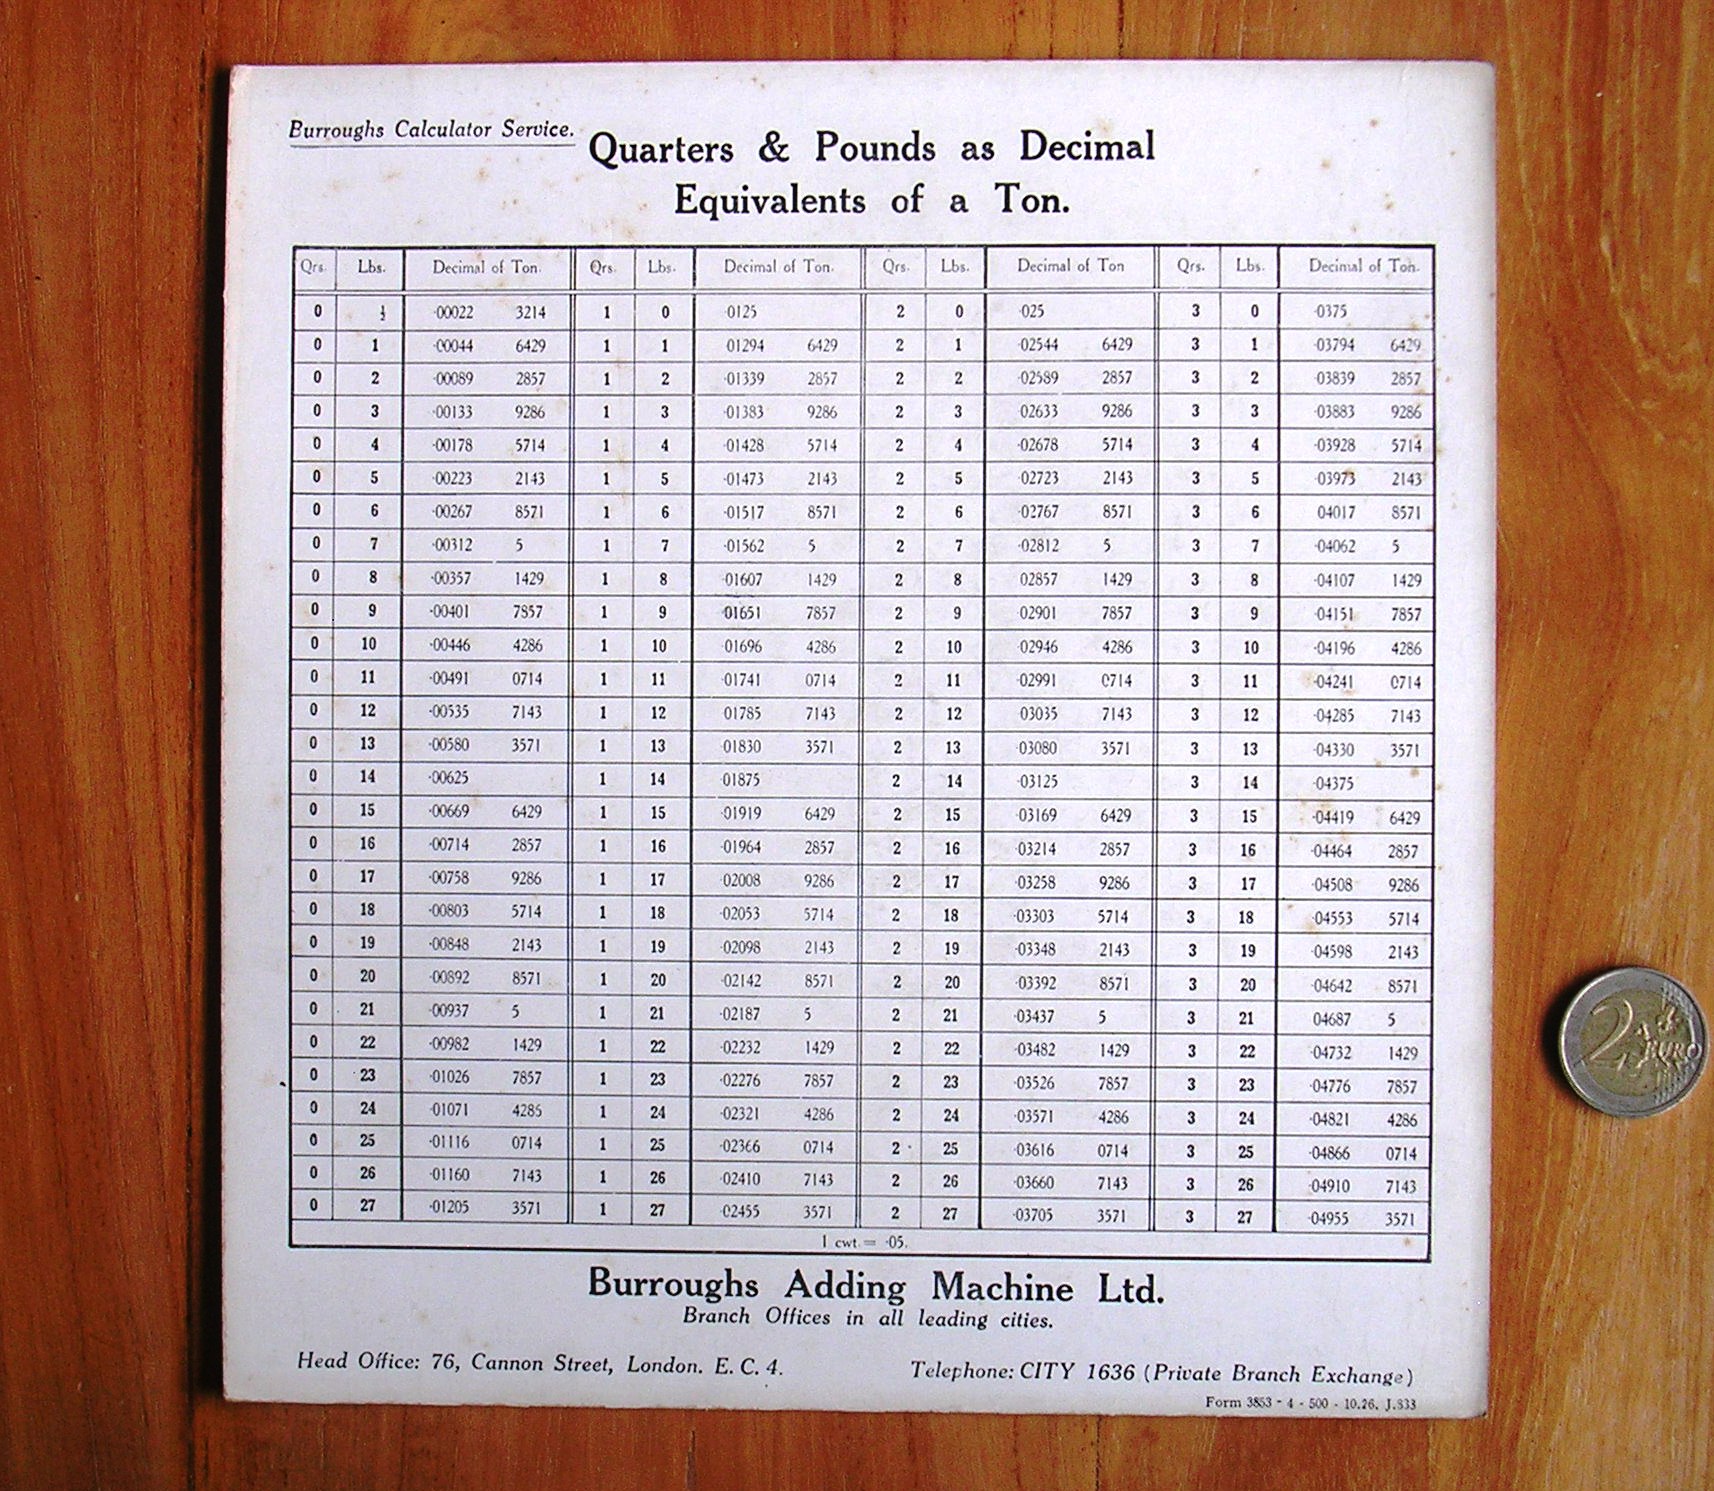 Burroughs Calculator Service.
Quarters & Pounds as Decimal
Equivalents of a Ton.
Qrs. Lbs. Decimal of Ton. Qrs. Lbs. Decimal of Ton. Qrs. Lbs. Decimal of Ton Qrs. Lbs. Decimal of Ton.
0 ½ ·00022 3214 1 0 ·0125 2 0 ·025 3 0 ·0375
0 1 ·00044 6429 1 1 ·01294 6429 2 1 ·02544 6429 3 1 ·03794 6429
0 2 ·00089 2857 1 2 ·01339 2857 2 2 ·02589 2857 3 2 ·03839 2857
0 3 ·00133 9286 1 3 ·01383 9286 2 3 ·02633 9286 3 3 ·03883 9286
0 4 ·00178 5714 1 4 ·01428 5714 2 4 ·02678 5714 3 4 ·03928 5714
0 5 ·00223 2143 1 5 ·01473 2143 2 5 ·02723 2143 3 5 ·03973 2143
0 6 ·00267 8571 1 6 ·01517 8571 2 6 ·02767 8571 3 6 04017 8571
0 7 ·00312 5 1 7 ·01562 5 2 7 ·02812 5 3 7 ·04062 5
0 8 ·00357 1429 1 8 ·01607 1429 2 8 02857 1429 3 8 ·04107 1429
0 9 ·00401 7857 1 9 ·01651 7857 2 9 ·02901 7857 3 9 ·04151 7857
0 10 ·00446 4286 1 10 ·01696 4286 2 10 ·02946 4286 3 10 ·04196 4286
0 11 ·00491 0714 1 11 ·01741 0714 2 11 ·02991 0714 3 11 ·04241 0714
0 12 ·00535 7143 1 12 01785 7143 2 12 ·03035 7143 3 12 ·04285 7143
0 13 ·00580 3571 1 13 01830 3571 2 13 ·03080 3571 3 13 ·04330 3571
0 14 ·00625 1 14 ·01875 2 14 ·03125 3 14 ·04375
0 15 ·00669 6429 1 15 ·01919 6429 2 15 ·03169 6429 3 15 ·04419 6429
0 16 ·00714 2857 1 16 ·01964 2857 2 16 ·03214 2857 3 16 ·04464 2857
0 17 ·00758 9286 1 17 ·02008 9286 2 17 ·03258 9286 3 17 ·04508 9286
0 18 ·00803 5714 1 18 ·02053 5714 2 18 ·03303 5714 3 18 ·04553 5714
0 19 ·00848 2143 1 19 ·02098 2143 2 19 ·03348 2143 3 19 ·04598 2143
0 20 ·00892 8571 1 20 ·02142 8571 2 20 ·03392 8571 3 20 ·04642 8571
0 21 ·00937 5 1 21 ·02187 5 2 21 ·03437 5 3 21 04687 5
0 22 ·00982 1429 1 22 ·02232 1429 2 22 ·03482 1429 3 22 ·04732 1429
0 23 ·01026 7857 1 23 ·02276 7857 2 23 ·03526 7857 3 23 ·04776 7857
0 24 ·01071 4285 1 24 ·02321 4286 2 24 ·03571 4286 3 24 ·04821 4286
0 25 ·01116 0714 1 25 ·02366 0714 2 25 ·03616 0714 3 25 ·04866 0714
0 26 ·01160 7143 1 26 ·02410 7143 2 26 ·03660 7143 3 26 ·04910 7143
0 27 ·01205 3571 1 27 ·02455 3571 2 27 ·03705 3571 3 27 ·04955 3571
1 cwt. = ·05.
Burroughs Adding Machine Ltd.
Branch Offices in all leading cities.
Head Office: 76, Cannon Street, London. E. C. 4.
Telephone: CITY 1636 (Private Branch Exchange)
Form 3853 - 4 - 500 - 10.26. J.333
2 EURO